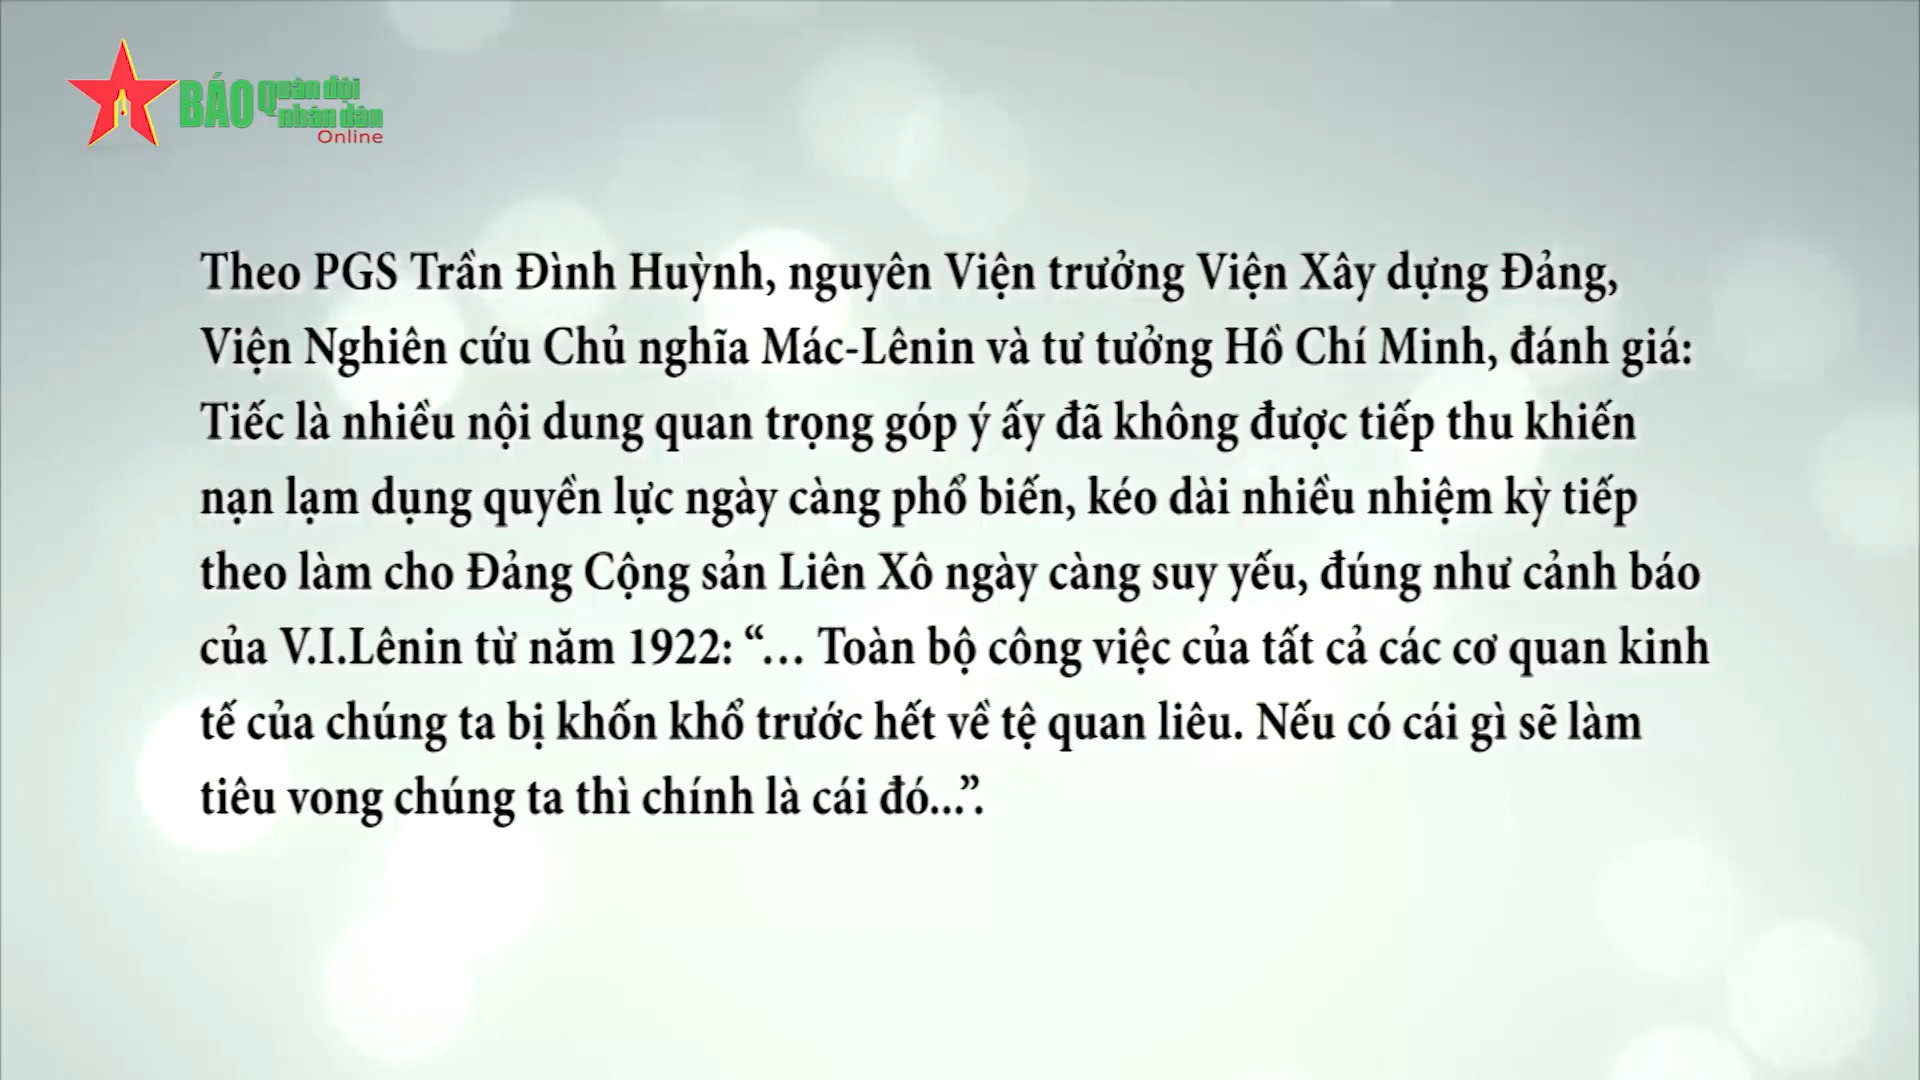 BÁO Quân đội
nhân dân
Online
Theo PGS Trần Đình Huỳnh, nguyên Viện trưởng Viện Xây dựng Đảng,
Viện Nghiên cứu Chủ nghĩa Mác-Lênin và tư tưởng Hồ Chí Minh, đánh giá:
Tiếc là nhiều nội dung quan trọng góp ý ấy đã không được tiếp thu khiến
nạn lạm dụng quyền lực ngày càng phổ biến, kéo dài nhiều nhiệm kỳ tiếp
theo làm cho Đảng Cộng sản Liên Xô ngày càng suy yếu, đúng như cảnh báo
của V.I.Lênin từ năm 1922: “… Toàn bộ công việc của tất cả các cơ quan kinh
tế của chúng ta bị khốn khổ trước hết về tệ quan liêu. Nếu có cái gì sẽ làm
tiêu vong chúng ta thì chính là cái đó...”.